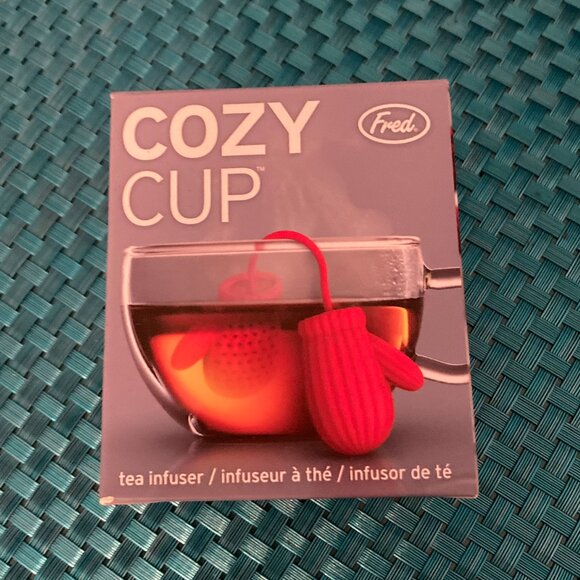 COZY
CUP™
Fred.
tea infuser / infuseur à thé / infusor de té